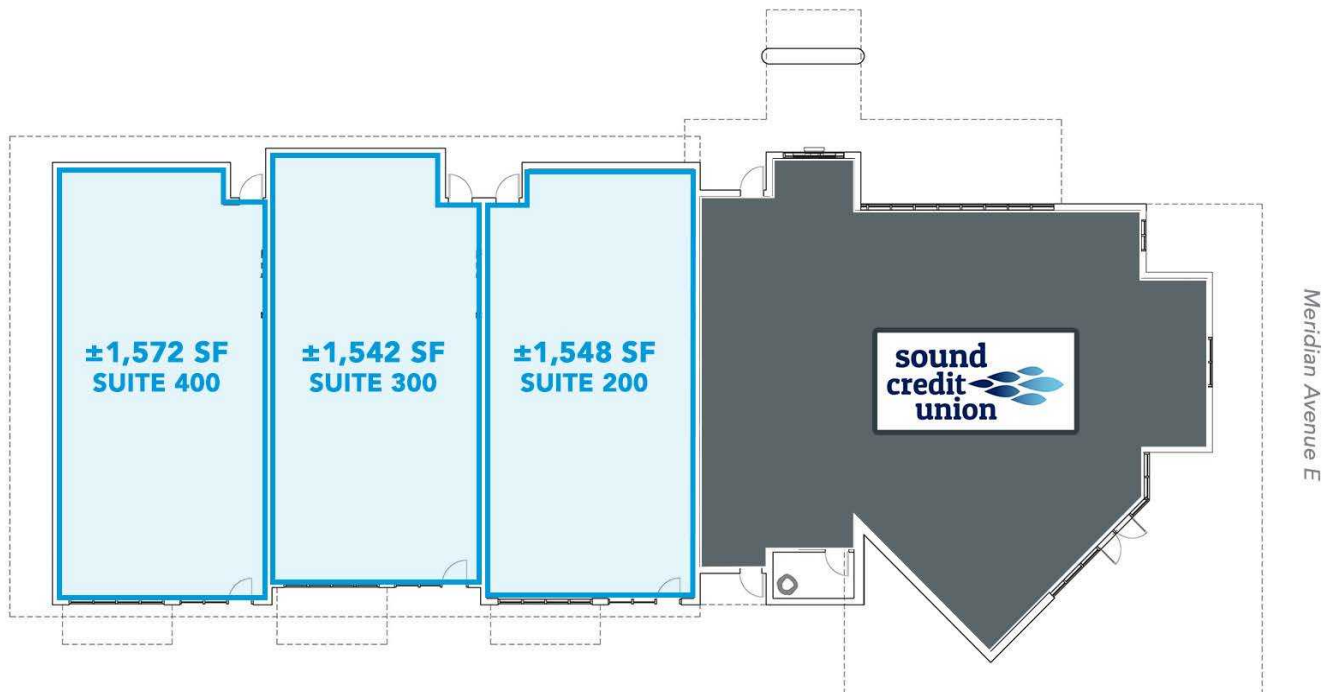 ±1,572 SF
SUITE 400
±1,542 SF
SUITE 300
±1,548 SF
SUITE 200
sound
credit
union
Meridian Avenue E